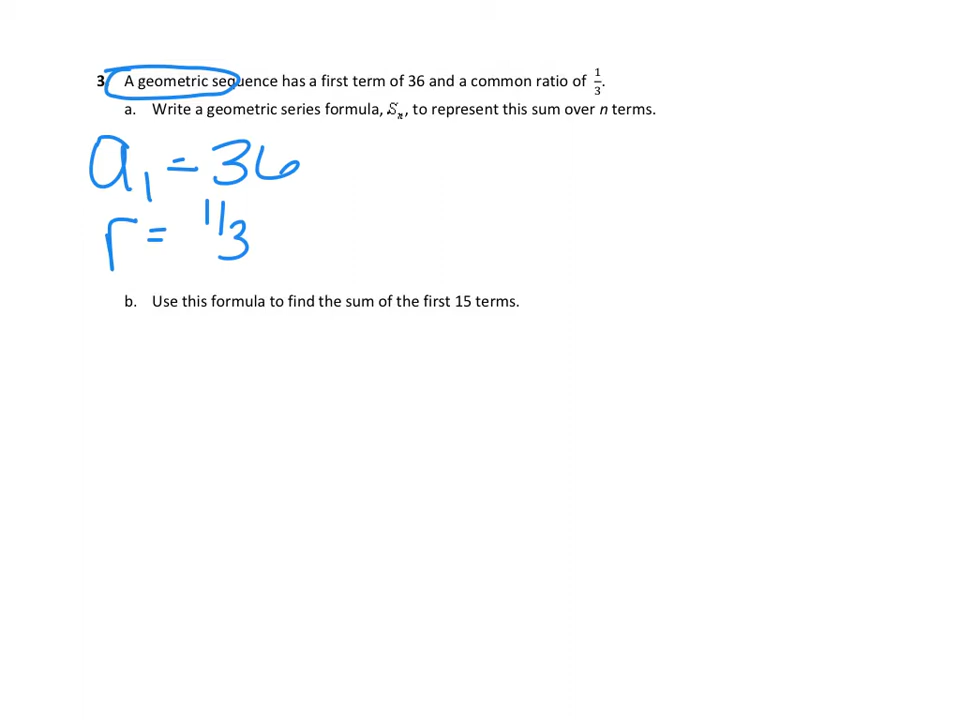 3 A geometric sequence has a first term of 36 and a common ratio of 1/3.
a. Write a geometric series formula, Sₙ, to represent this sum over n terms.
a₁ = 36
r = 1/3
b. Use this formula to find the sum of the first 15 terms.